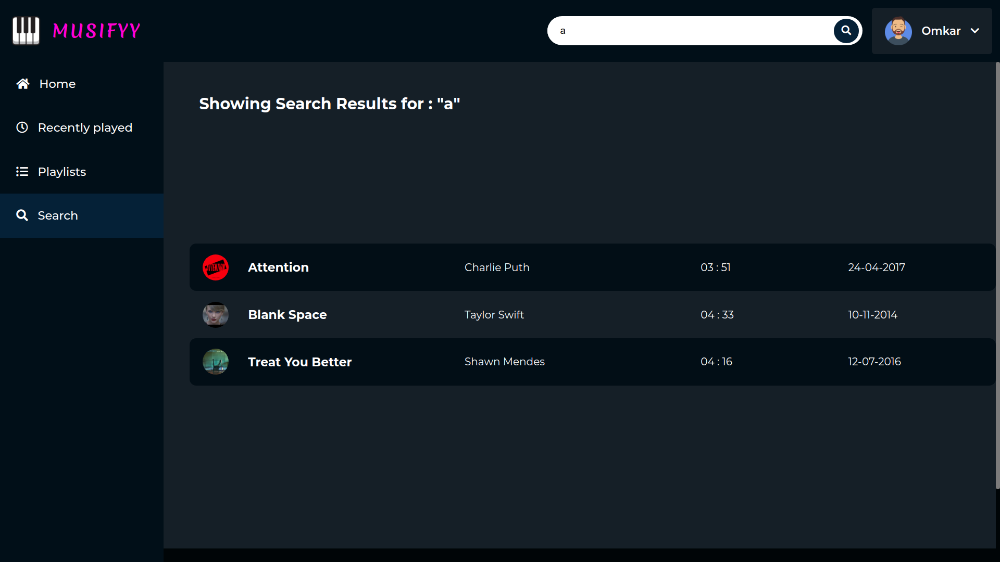 MUSIFYY
a
Omkar
Home
Recently played
Playlists
Search
Showing Search Results for : "a"
ATTENTION
Attention
Charlie Puth
03 : 51
24-04-2017
Blank Space
Taylor Swift
04 : 33
10-11-2014
Treat You Better
Shawn Mendes
04 : 16
12-07-2016